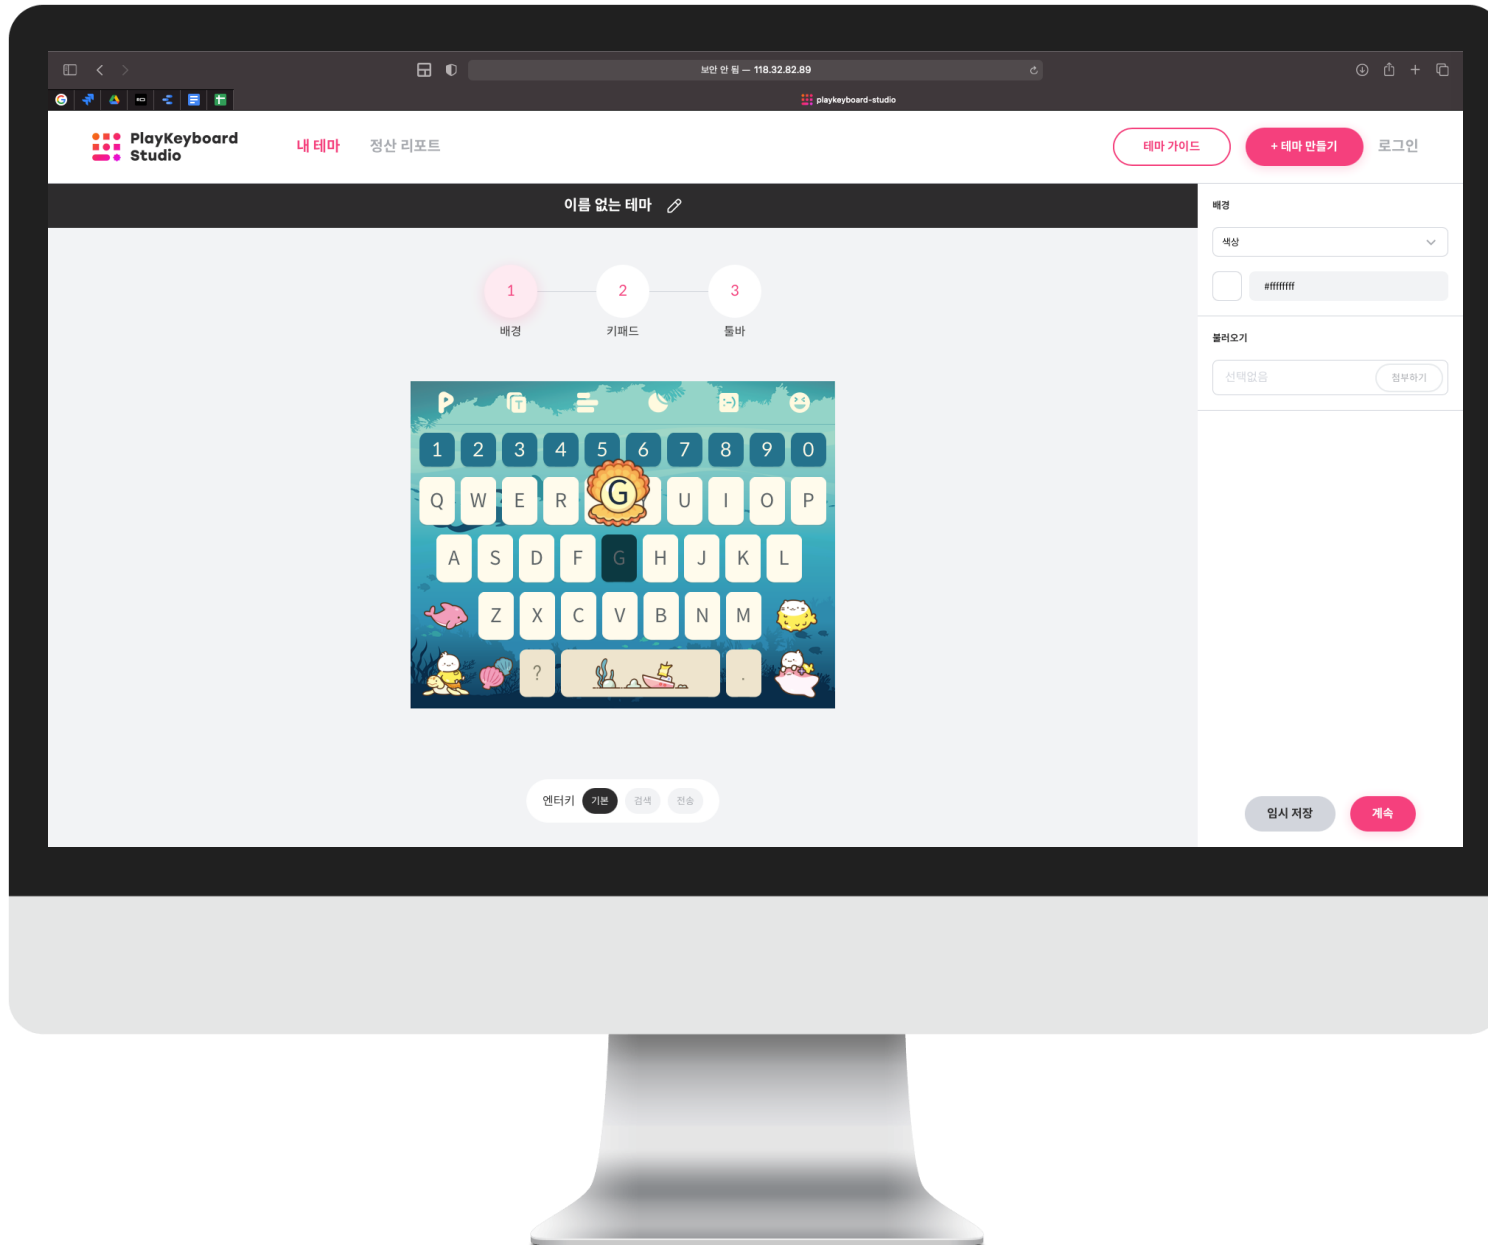 보안 안 됨 — 118.32.82.89
playkeyboard-studio
PlayKeyboard
Studio
내 테마
정산 리포트
테마 가이드
+ 테마 만들기
로그인
이름 없는 테마
1
2
3
배경
키패드
툴바
1 2 3 4 5 6 7 8 9 0
Q W E R G U I O P
A S D F G H J K L
Z X C V B N M
? .
엔터키
기본
검색
전송
배경
색상
#ffffffff
불러오기
선택없음
첨부하기
임시 저장
계속